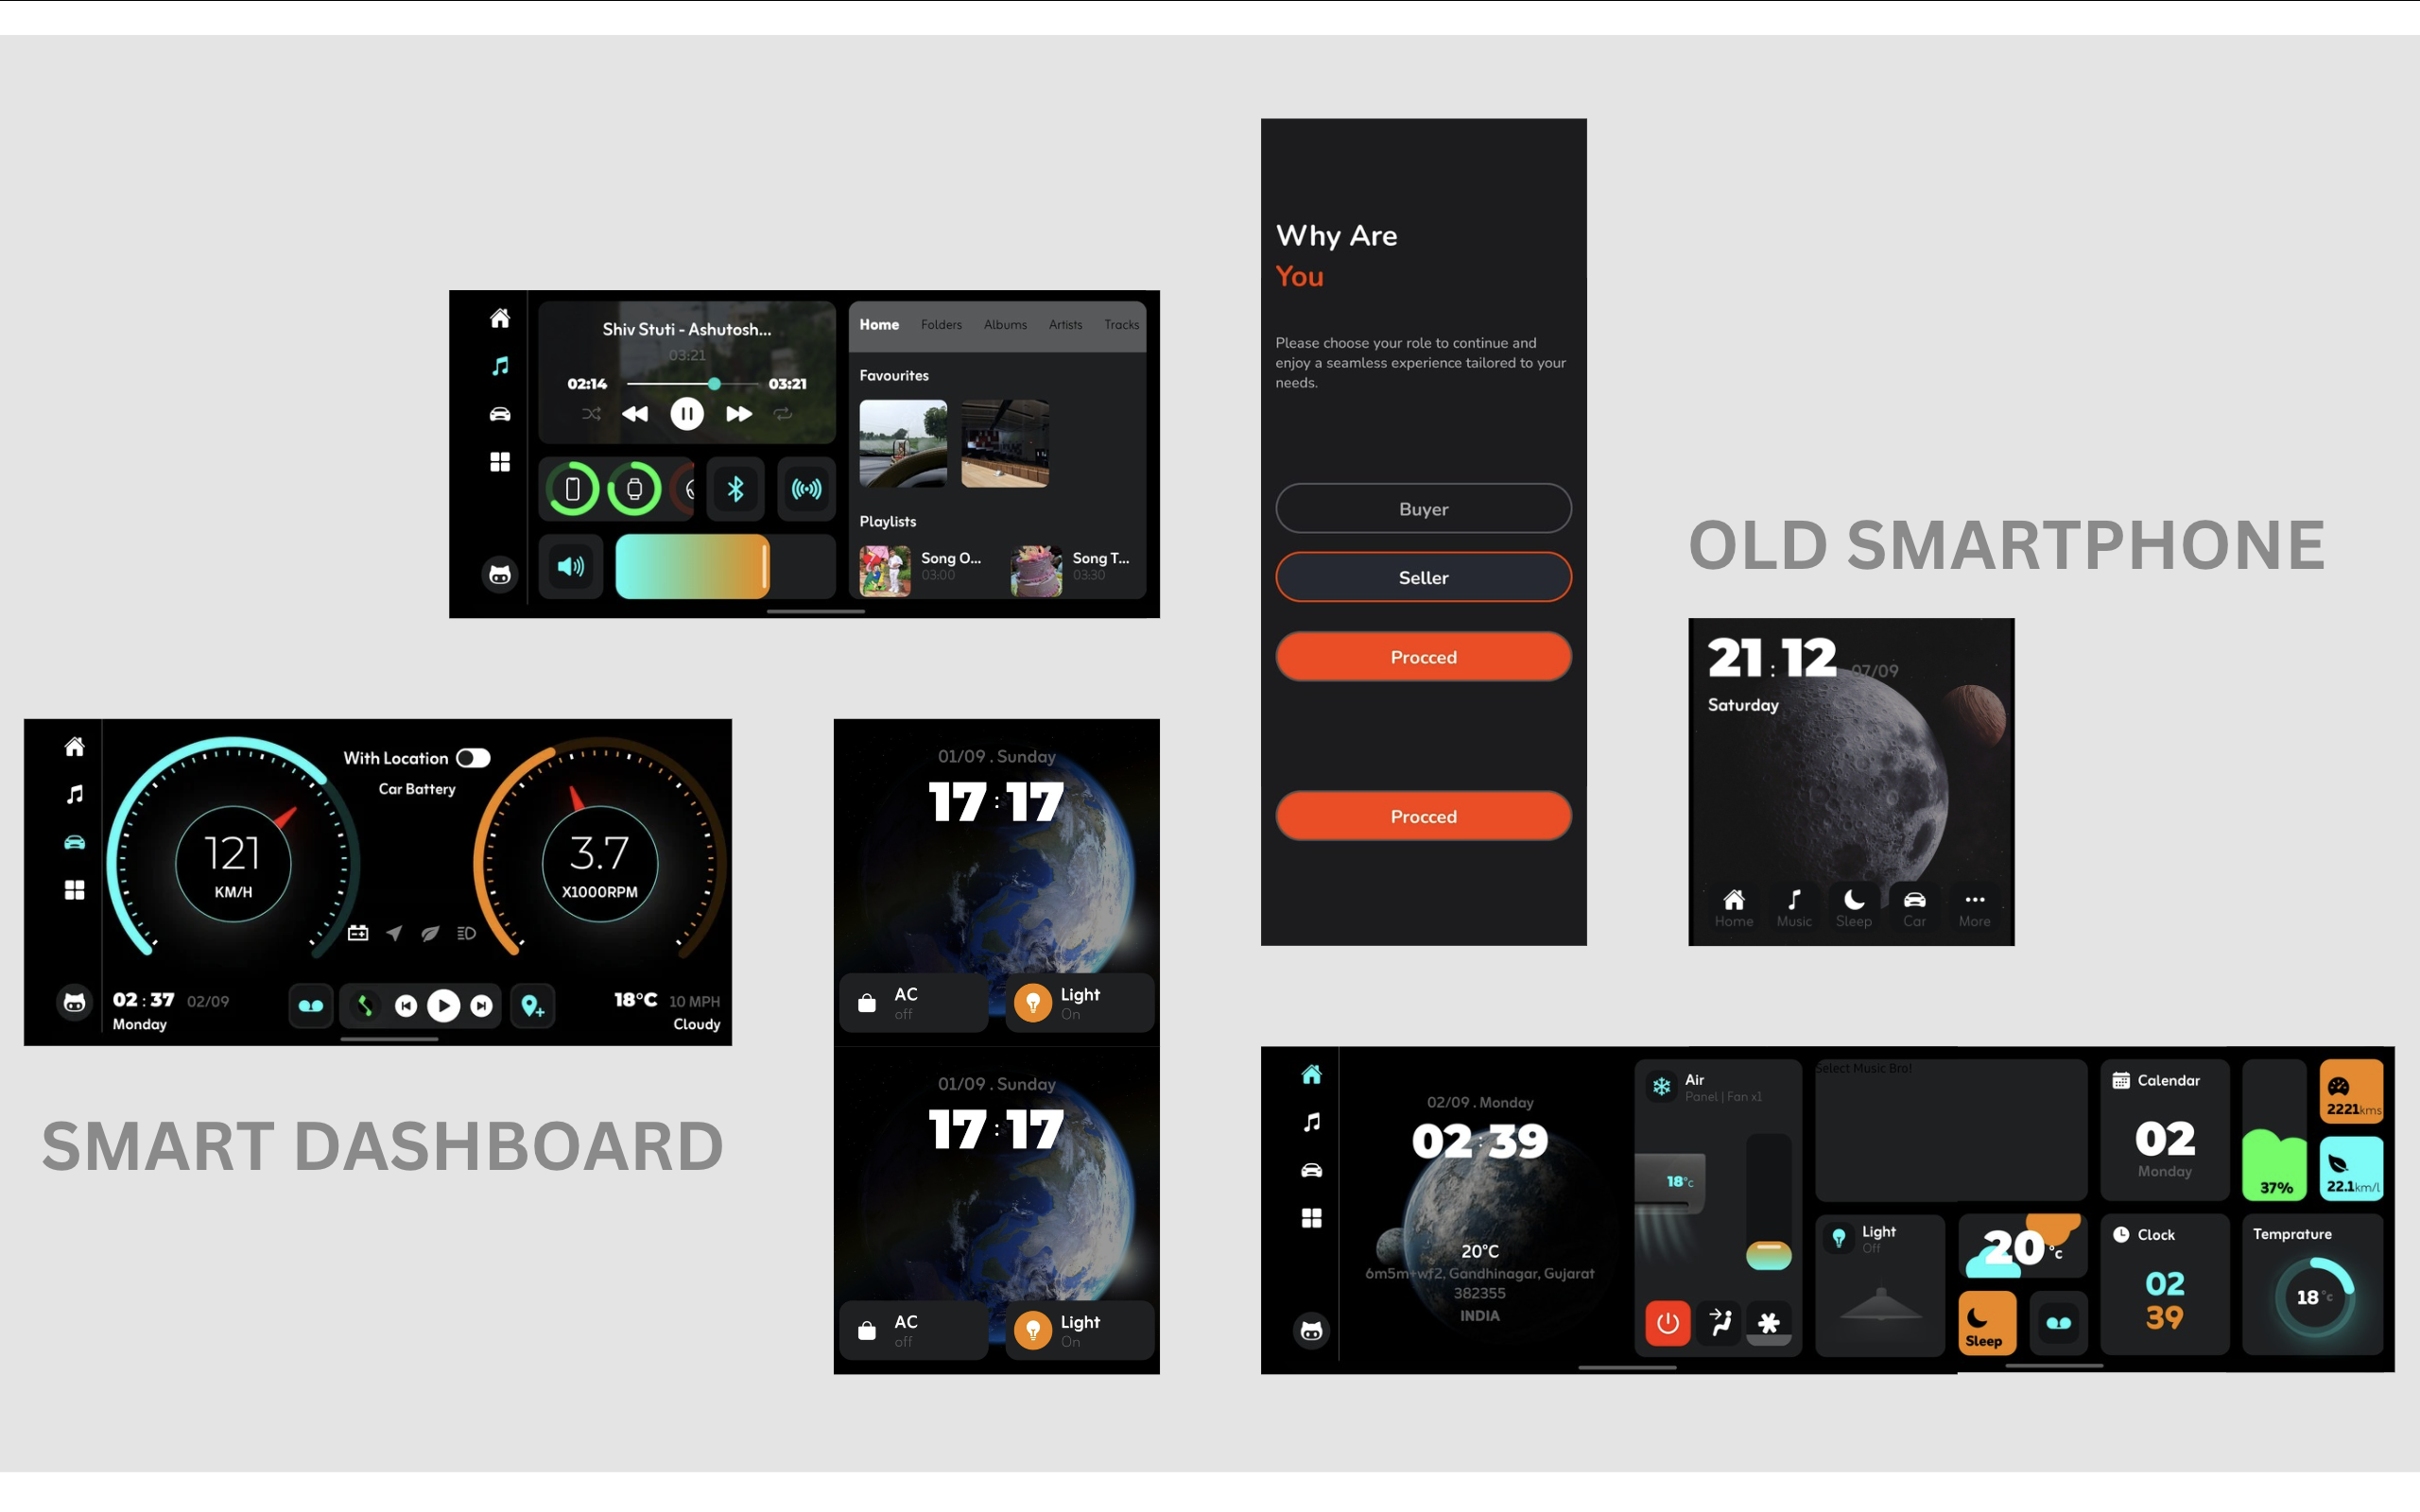 Shiv Stuti - Ashutosh...
03:21
02:14
03:21
Home Folders Albums Artists Tracks
Favourites
Playlists
Song O...
03:00
Song T...
03:30
With Location
Car Battery
121
KM/H
3.7
X1000RPM
02 : 37 02/09
Monday
18°C 10 MPH
Cloudy
SMART DASHBOARD
01/09 . Sunday
17 : 17
AC
off
Light
On
01/09 . Sunday
17 : 17
AC
off
Light
On
Why Are
You
Please choose your role to continue and
enjoy a seamless experience tailored to your
needs.
Buyer
Seller
Procced
Procced
OLD SMARTPHONE
21 : 12 07/09
Saturday
Home Music Sleep Car More
02/09 . Monday
02 : 39
20°C
6m5m+wf2, Gandhinagar, Gujarat
382355
INDIA
Air
Panel | Fan x1
18°c
Select Music Bro!
Light
Off
20°c
Sleep
Calendar
02
Monday
Clock
02
39
37%
2221kms
22.1km/l
Temprature
18°c